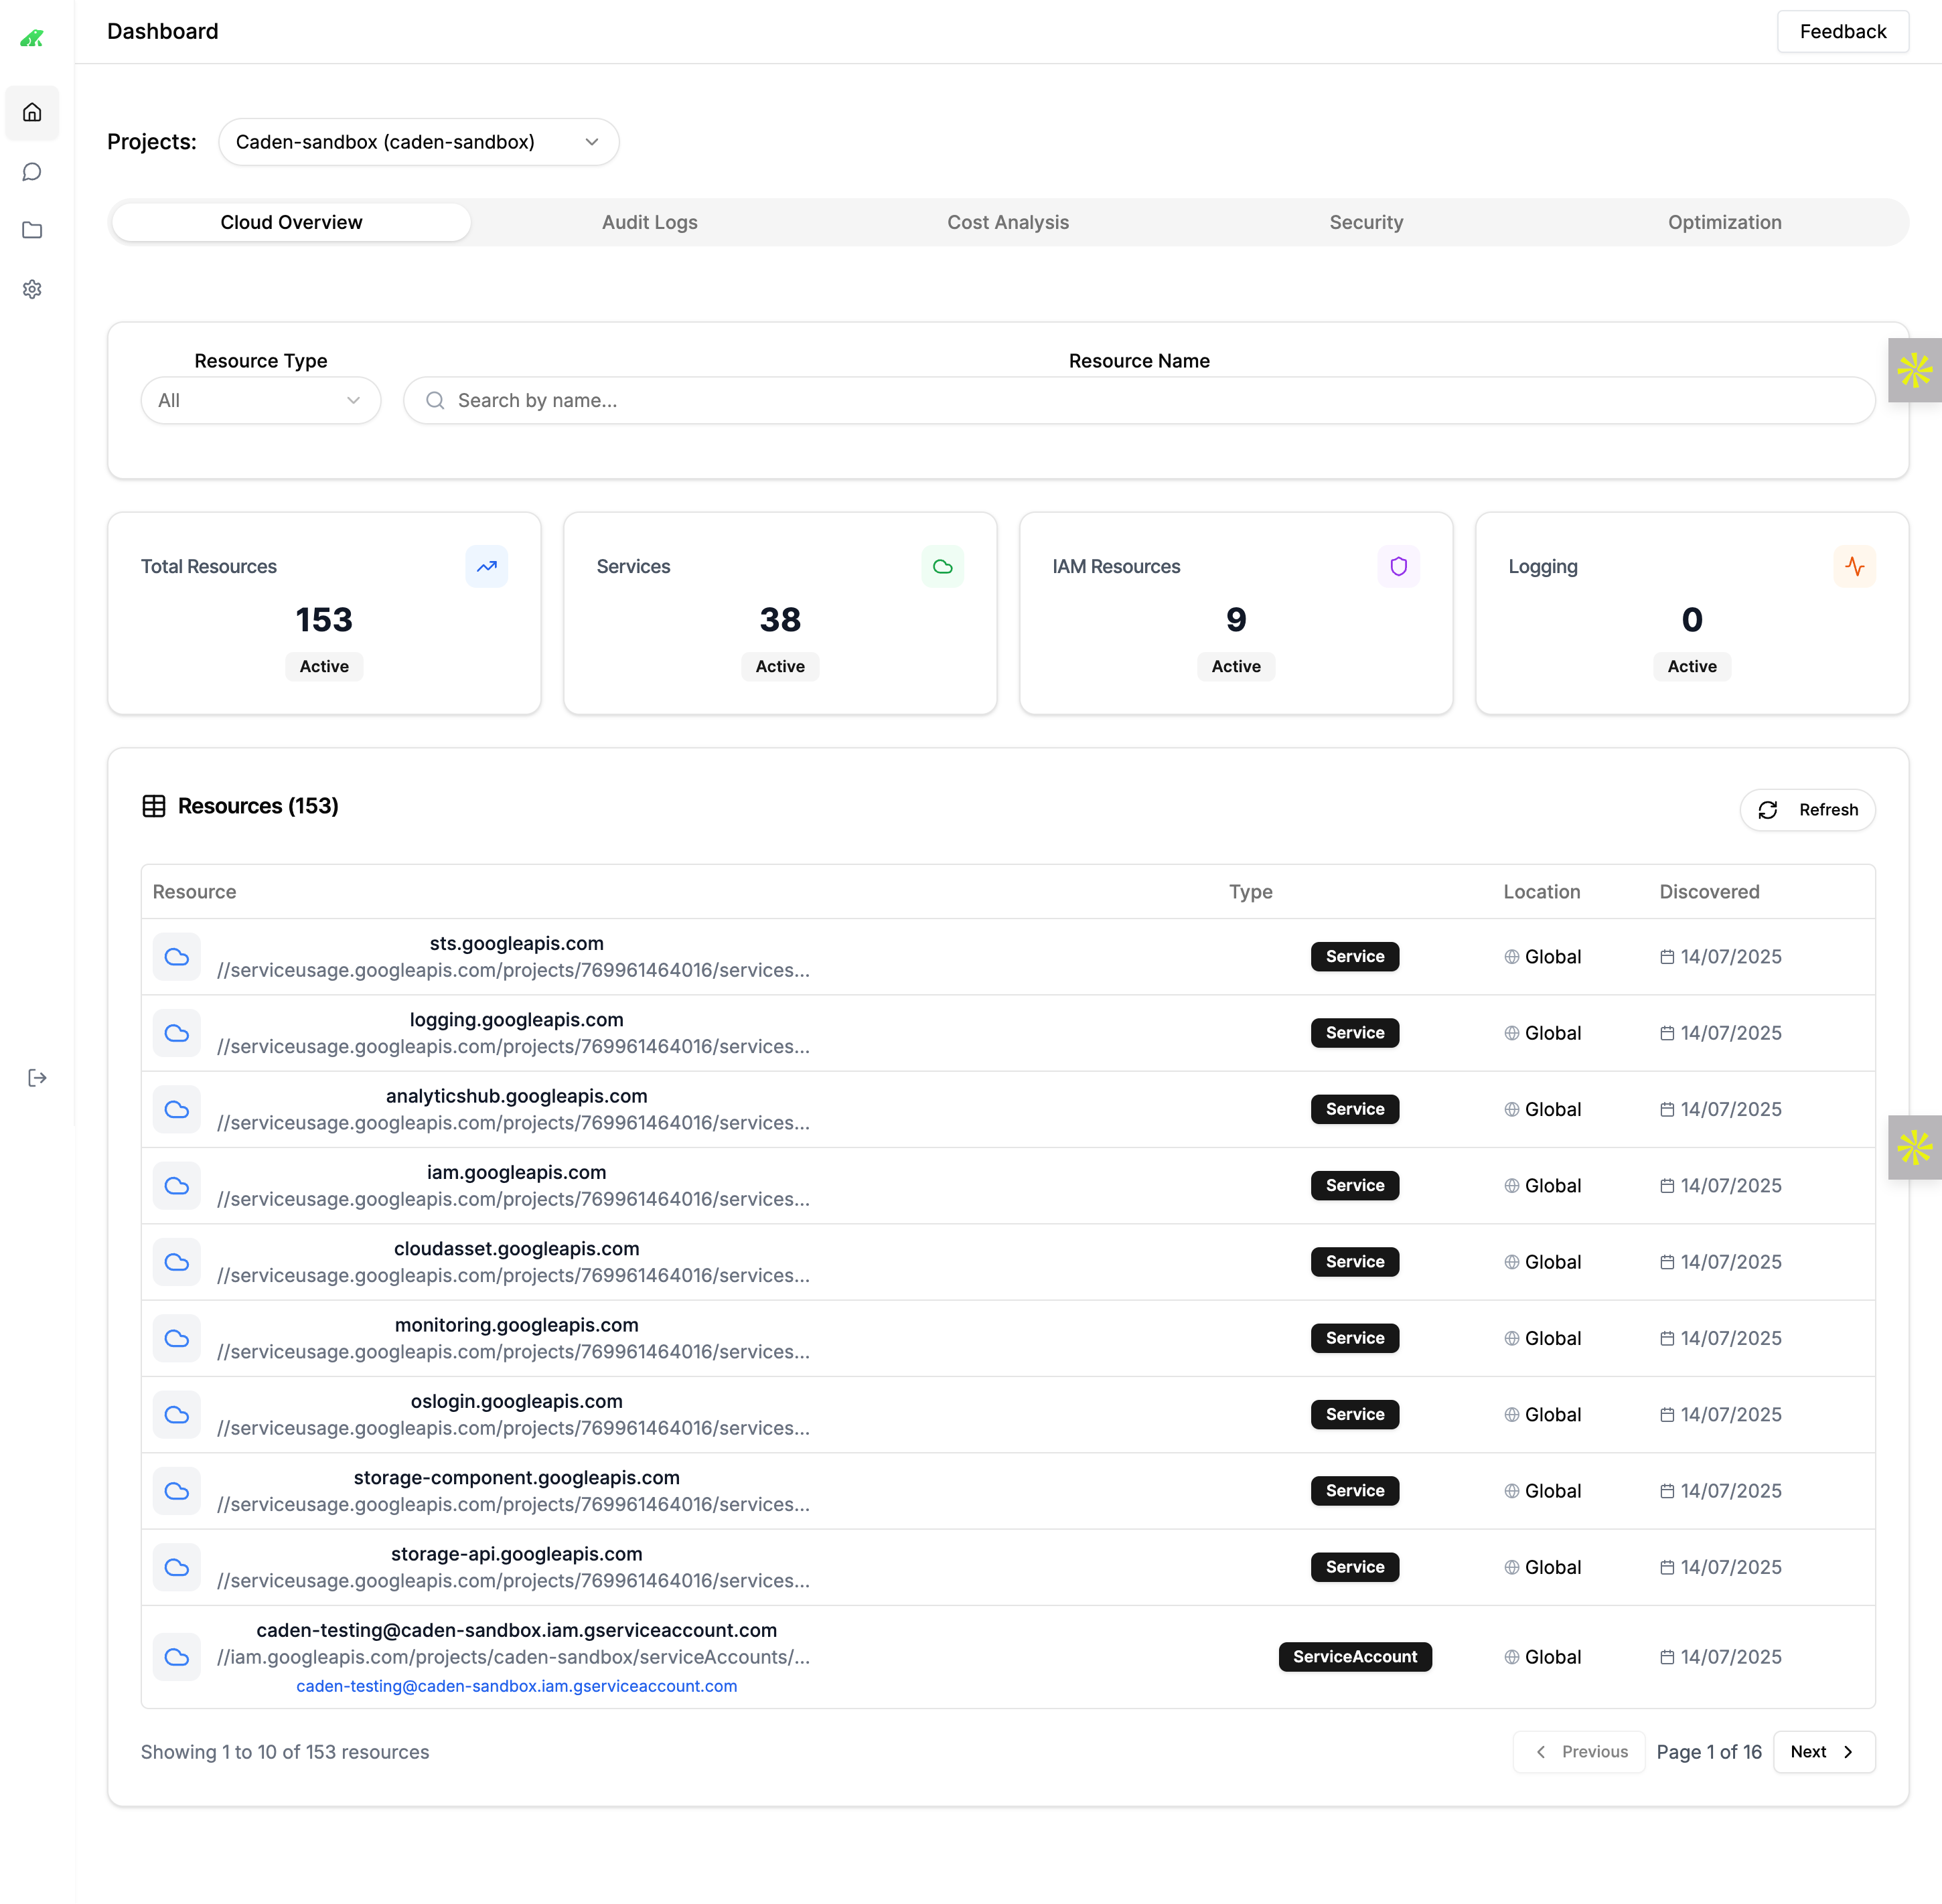 Dashboard
Feedback
Projects:
Caden-sandbox (caden-sandbox)
Cloud Overview
Audit Logs
Cost Analysis
Security
Optimization
Resource Type
Resource Name
All
Search by name...
Total Resources
153
Active
Services
38
Active
IAM Resources
9
Active
Logging
0
Active
Resources (153)
Refresh
Resource Type Location Discovered
sts.googleapis.com
//serviceusage.googleapis.com/projects/769961464016/services...
Service Global 14/07/2025
logging.googleapis.com
//serviceusage.googleapis.com/projects/769961464016/services...
Service Global 14/07/2025
analyticshub.googleapis.com
//serviceusage.googleapis.com/projects/769961464016/services...
Service Global 14/07/2025
iam.googleapis.com
//serviceusage.googleapis.com/projects/769961464016/services...
Service Global 14/07/2025
cloudasset.googleapis.com
//serviceusage.googleapis.com/projects/769961464016/services...
Service Global 14/07/2025
monitoring.googleapis.com
//serviceusage.googleapis.com/projects/769961464016/services...
Service Global 14/07/2025
oslogin.googleapis.com
//serviceusage.googleapis.com/projects/769961464016/services...
Service Global 14/07/2025
storage-component.googleapis.com
//serviceusage.googleapis.com/projects/769961464016/services...
Service Global 14/07/2025
storage-api.googleapis.com
//serviceusage.googleapis.com/projects/769961464016/services...
Service Global 14/07/2025
caden-testing@caden-sandbox.iam.gserviceaccount.com
//iam.googleapis.com/projects/caden-sandbox/serviceAccounts/...
caden-testing@caden-sandbox.iam.gserviceaccount.com
ServiceAccount Global 14/07/2025
Showing 1 to 10 of 153 resources
Previous
Page 1 of 16
Next